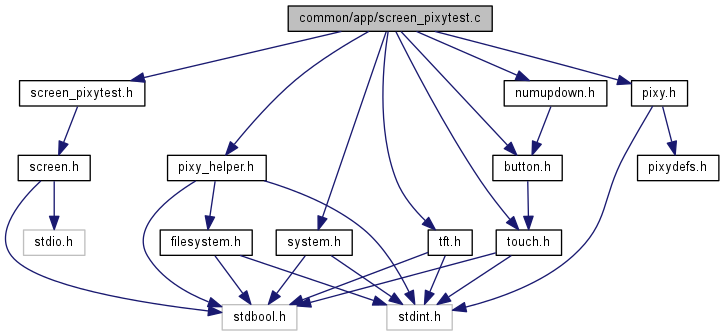 common/app/screen_pixytest.c
screen_pixytest.h
numupdown.h
pixy.h
screen.h
pixy_helper.h
button.h
pixydefs.h
stdio.h
filesystem.h
system.h
tft.h
touch.h
stdbool.h
stdint.h